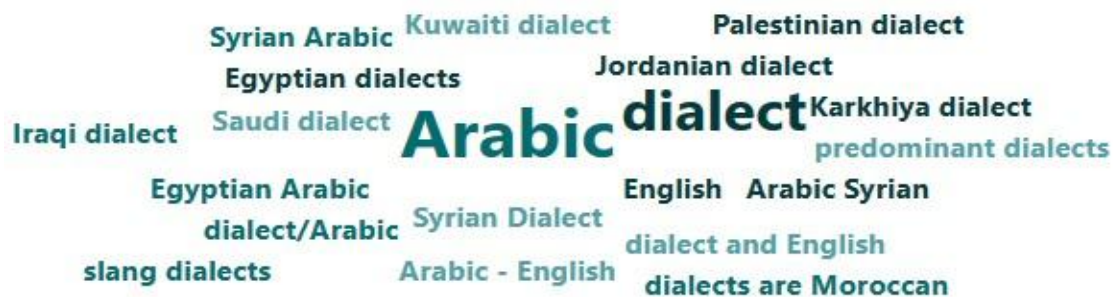 Syrian Arabic Kuwaiti dialect Palestinian dialect
Egyptian dialects Jordanian dialect
Iraqi dialect Saudi dialect Arabic dialect Karkhiya dialect
predominant dialects
Egyptian Arabic English Arabic Syrian
dialect/Arabic Syrian Dialect dialect and English
slang dialects Arabic - English dialects are Moroccan